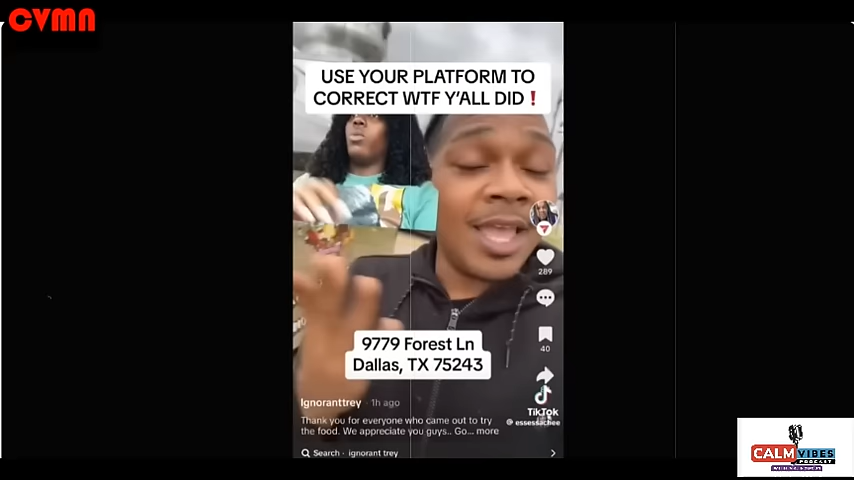 CVMN
USE YOUR PLATFORM TO
CORRECT WTF Y'ALL DID❗
289
9779 Forest Ln
Dallas, TX 75243
40
Ignoranttrey · 1h ago
TikTok
@ essessachee
Thank you for everyone who came out to try
the food. We appreciate you guys.. Go... more
Search · ignorant trey
CALM VIBES
PODCAST